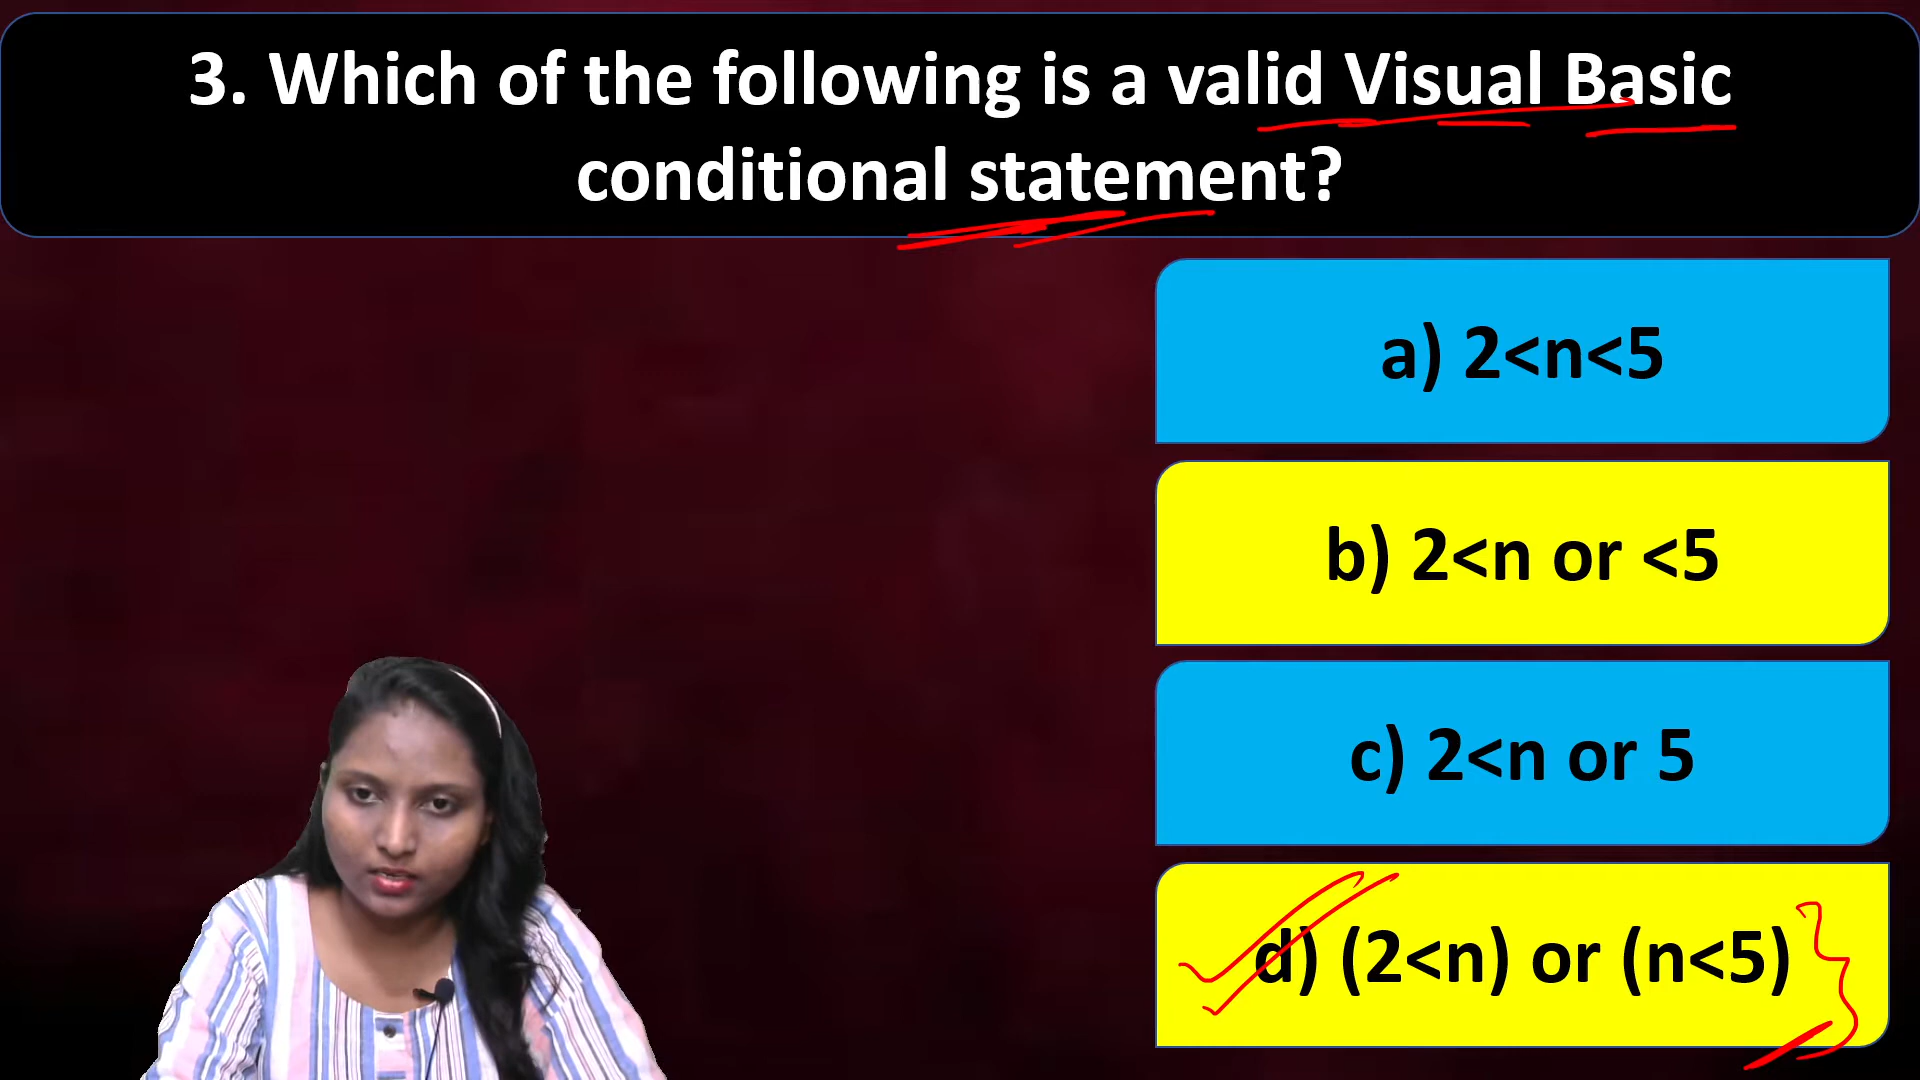 3. Which of the following is a valid Visual Basic
conditional statement?
a) 2<n<5
b) 2<n or <5
c) 2<n or 5
d) (2<n) or (n<5)